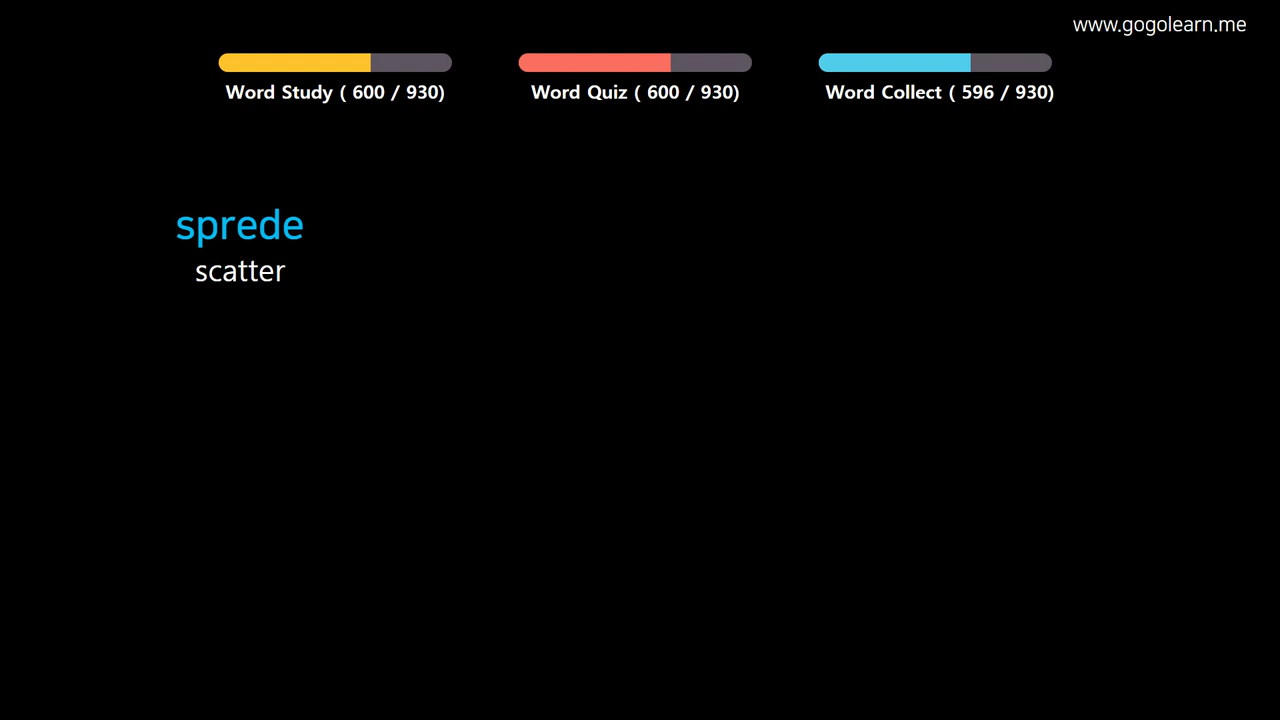 www.gogolearn.me
Word Study ( 600 / 930)
Word Quiz ( 600 / 930)
Word Collect ( 596 / 930)
sprede
scatter